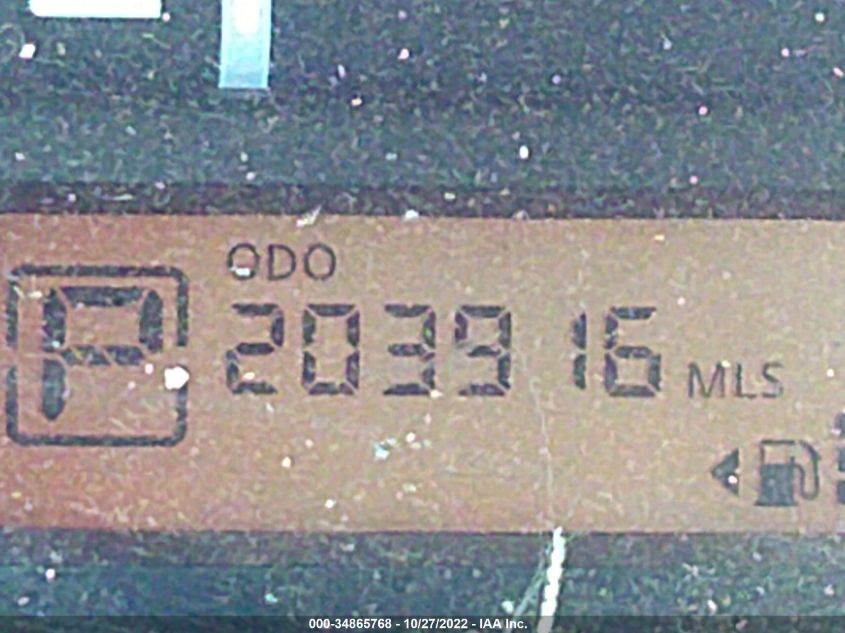 ODO
P
203916 MLS
000-34865768 - 10/27/2022 - IAA Inc.